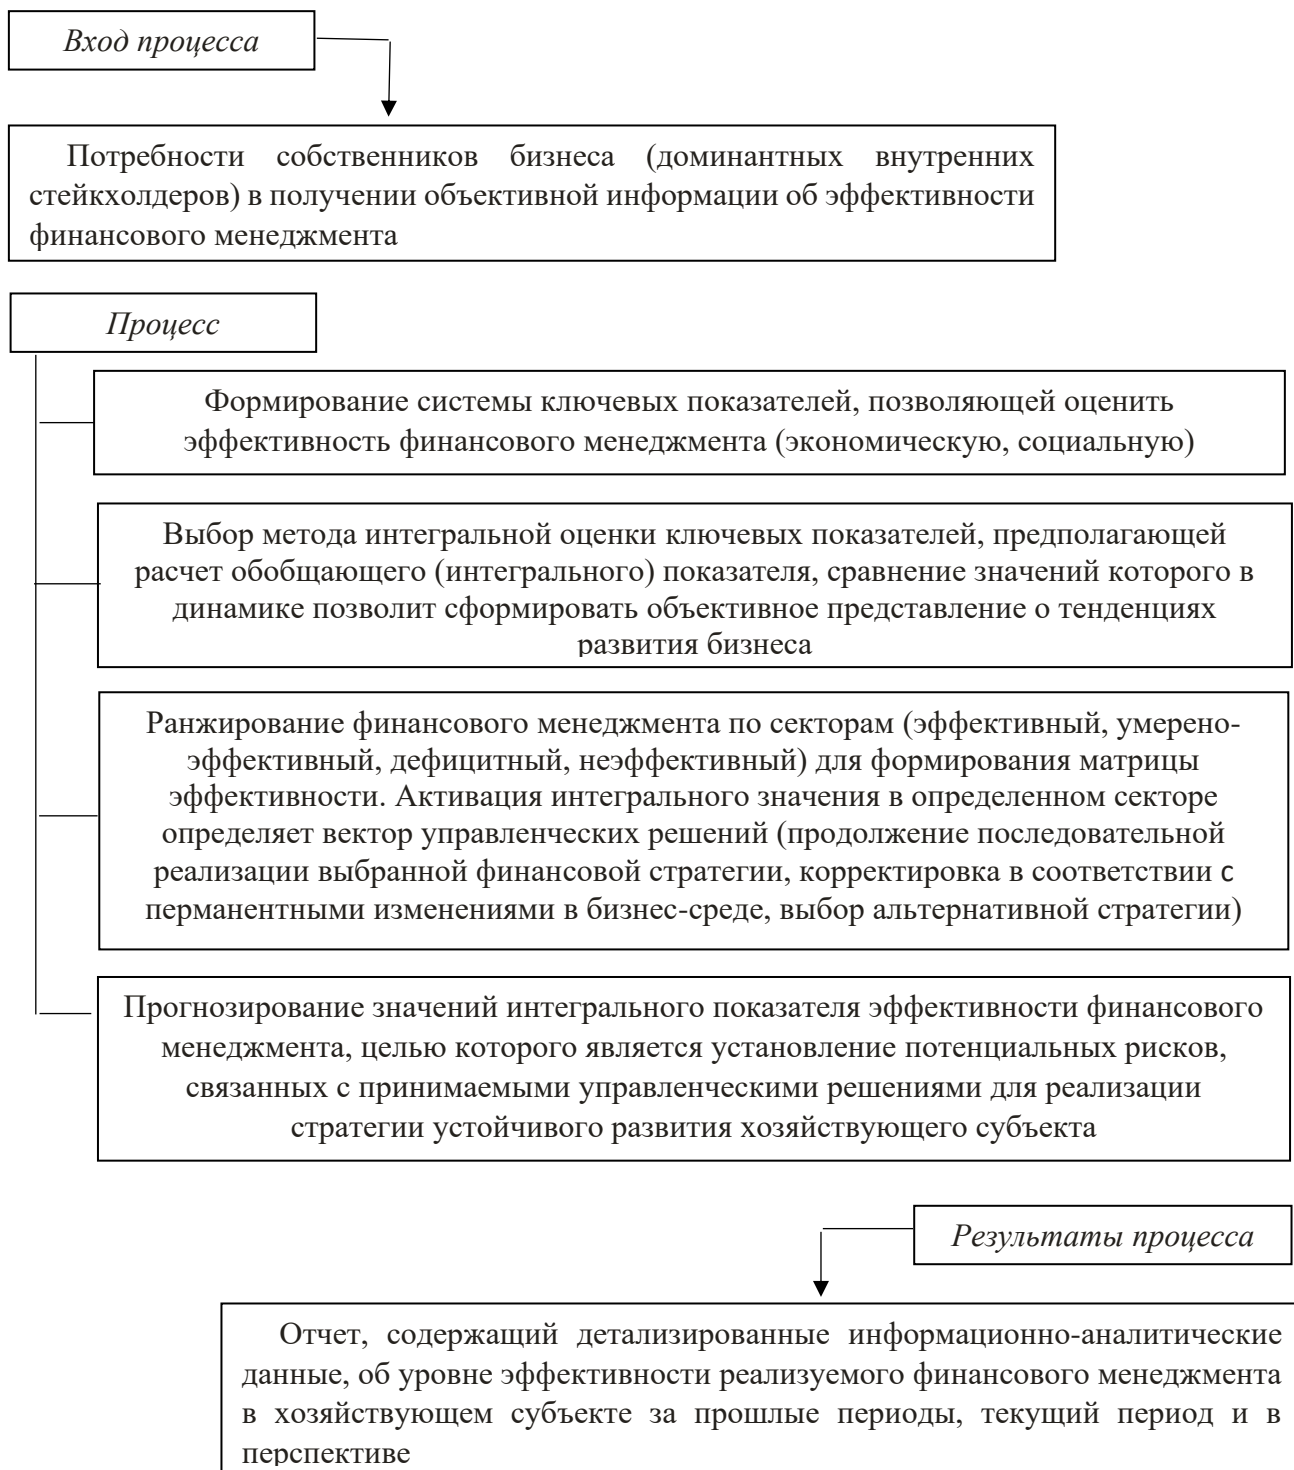 Вход процесса
Потребности собственников бизнеса (доминантных внутренних
стейкхолдеров) в получении объективной информации об эффективности
финансового менеджмента
Процесс
Формирование системы ключевых показателей, позволяющей оценить
эффективность финансового менеджмента (экономическую, социальную)
Выбор метода интегральной оценки ключевых показателей, предполагающей
расчет обобщающего (интегрального) показателя, сравнение значений которого в
динамике позволит сформировать объективное представление о тенденциях
развития бизнеса
Ранжирование финансового менеджмента по секторам (эффективный, умерено-
эффективный, дефицитный, неэффективный) для формирования матрицы
эффективности. Активация интегрального значения в определенном секторе
определяет вектор управленческих решений (продолжение последовательной
реализации выбранной финансовой стратегии, корректировка в соответствии с
перманентными изменениями в бизнес-среде, выбор альтернативной стратегии)
Прогнозирование значений интегрального показателя эффективности финансового
менеджмента, целью которого является установление потенциальных рисков,
связанных с принимаемыми управленческими решениями для реализации
стратегии устойчивого развития хозяйствующего субъекта
Результаты процесса
Отчет, содержащий детализированные информационно-аналитические
данные, об уровне эффективности реализуемого финансового менеджмента
в хозяйствующем субъекте за прошлые периоды, текущий период и в
перспективе